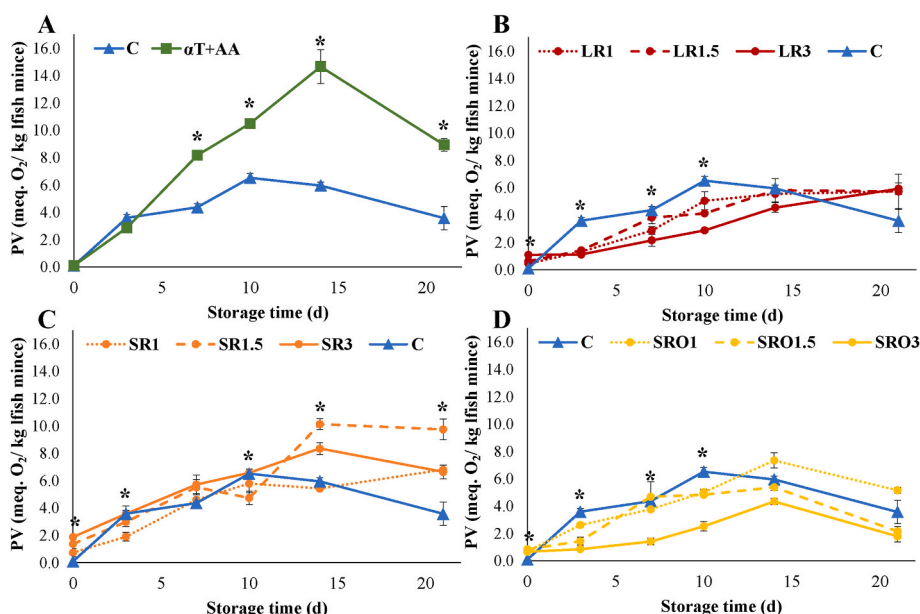 A
C αT+AA
PV (meq. O₂/ kg lfish mince)
16.0
14.0
12.0
10.0
8.0
6.0
4.0
2.0
0.0
* * * *
0 5 10 15 20
Storage time (d)
B
LR1 LR1.5 LR3 C
PV (meq. O₂/ kg lfish mince)
16.0
14.0
12.0
10.0
8.0
6.0
4.0
2.0
0.0
* * * *
0 5 10 15 20
Storage time (d)
C
SR1 SR1.5 SR3 C
PV (meq. O₂/ kg lfish mince)
16.0
14.0
12.0
10.0
8.0
6.0
4.0
2.0
0.0
* * * * *
0 5 10 15 20
Storage time (d)
D
C SRO1 SRO1.5 SRO3
PV (meq. O₂/ kg lfish mince)
16.0
14.0
12.0
10.0
8.0
6.0
4.0
2.0
0.0
* * * *
0 5 10 15 20
Storage time (d)